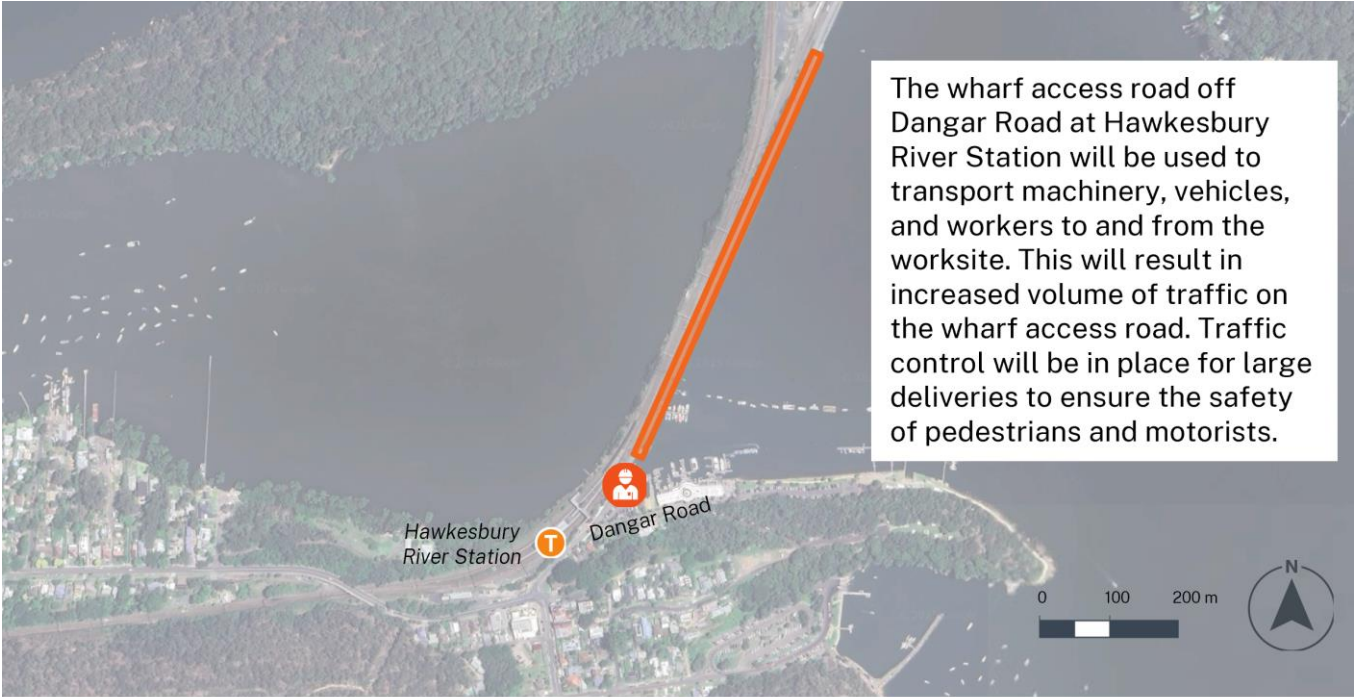 The wharf access road off
Dangar Road at Hawkesbury
River Station will be used to
transport machinery, vehicles,
and workers to and from the
worksite. This will result in
increased volume of traffic on
the wharf access road. Traffic
control will be in place for large
deliveries to ensure the safety
of pedestrians and motorists.
Hawkesbury
River Station
T
Dangar Road
0 100 200 m
N